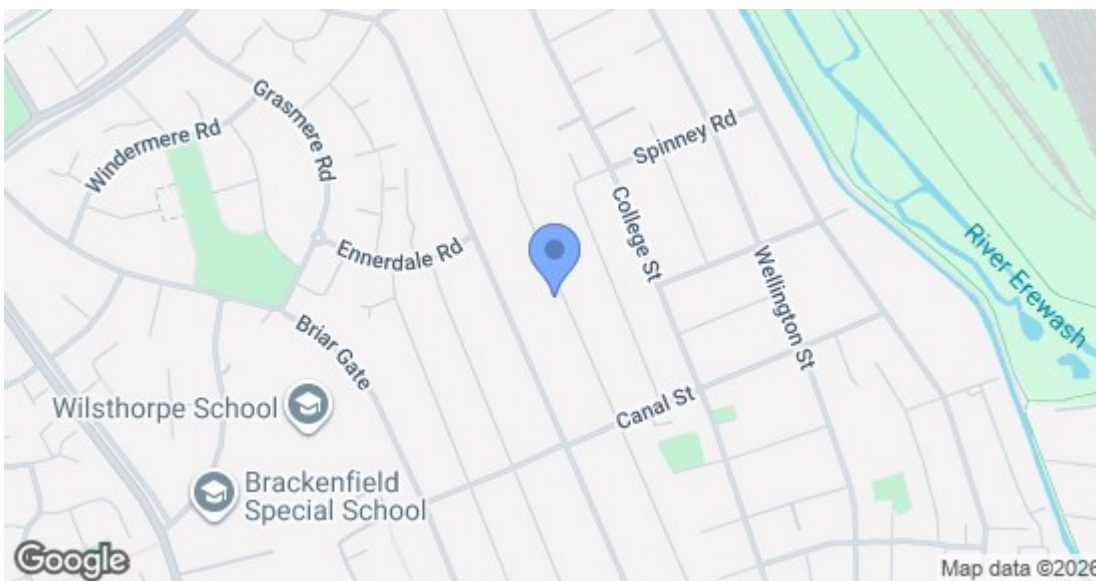 Grasmere Rd
Windermere Rd
Spinney Rd
College St
Ennerdale Rd
Wellington St
River Erewash
Briar Gate
Wilsthorpe School
Canal St
Brackenfield
Special School
Google
Map data ©2026